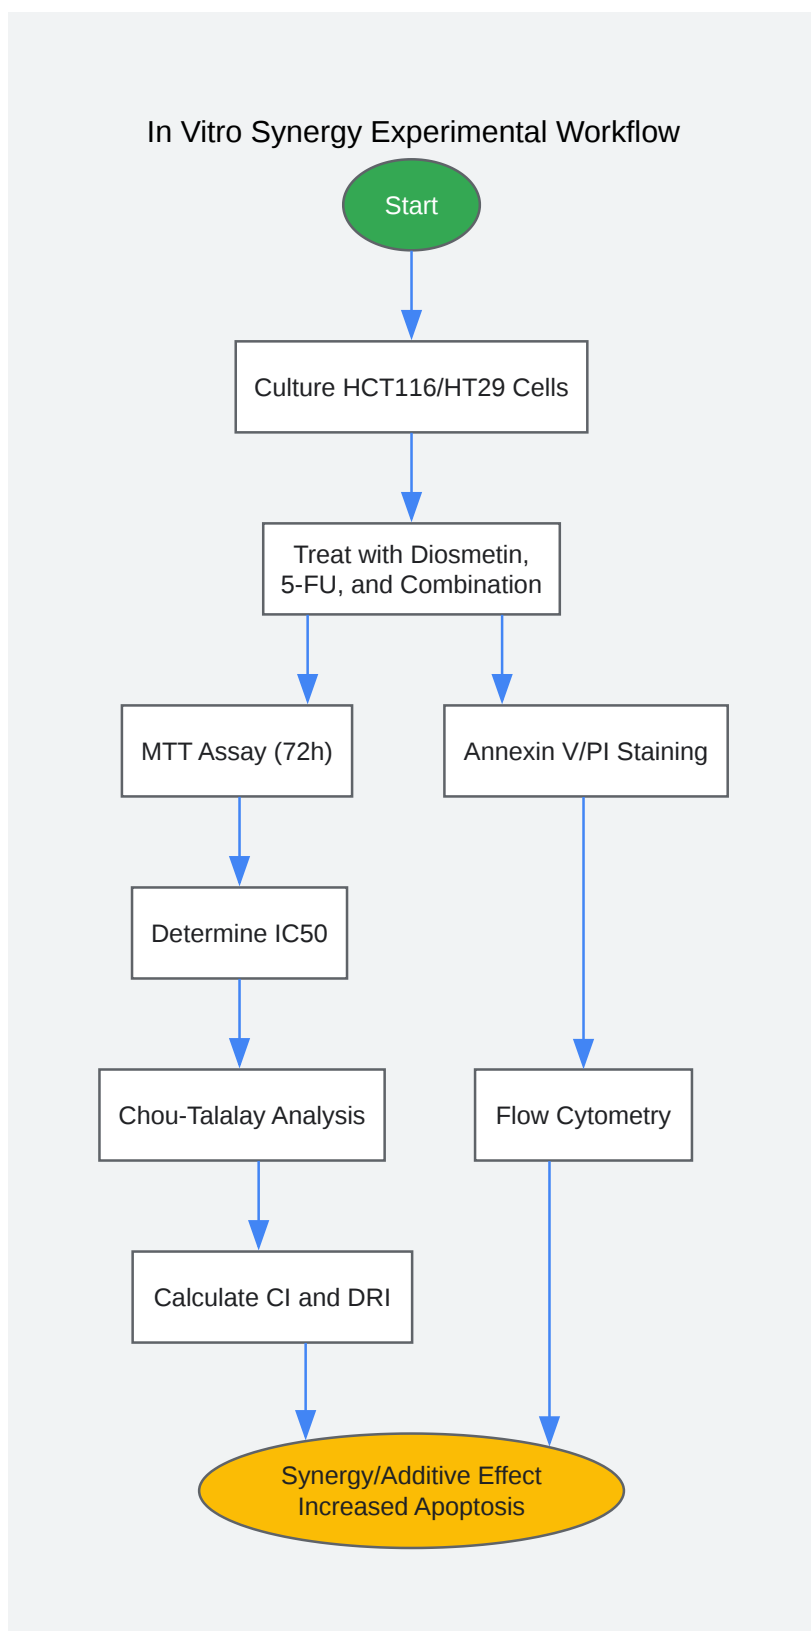 In Vitro Synergy Experimental Workflow
Start
Culture HCT116/HT29 Cells
Treat with Diosmetin,
5-FU, and Combination
MTT Assay (72h)
Annexin V/PI Staining
Determine IC50
Chou-Talalay Analysis
Flow Cytometry
Calculate CI and DRI
Synergy/Additive Effect
Increased Apoptosis